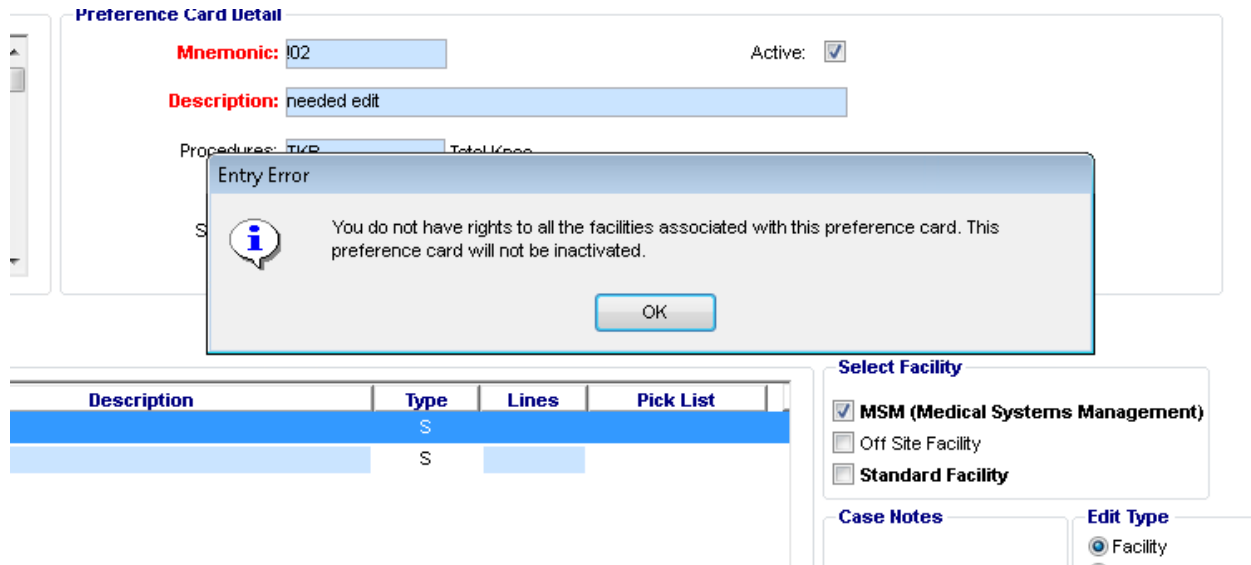 Preference Card Detail
Mnemonic: !02
Active:
Description: needed edit
Procedures: TKR Total Knee
Entry Error
S
You do not have rights to all the facilities associated with this preference card. This
preference card will not be inactivated.
OK
Select Facility
Description Type Lines Pick List
MSM (Medical Systems Management)
S
Off Site Facility
S
Standard Facility
Case Notes
Edit Type
Facility